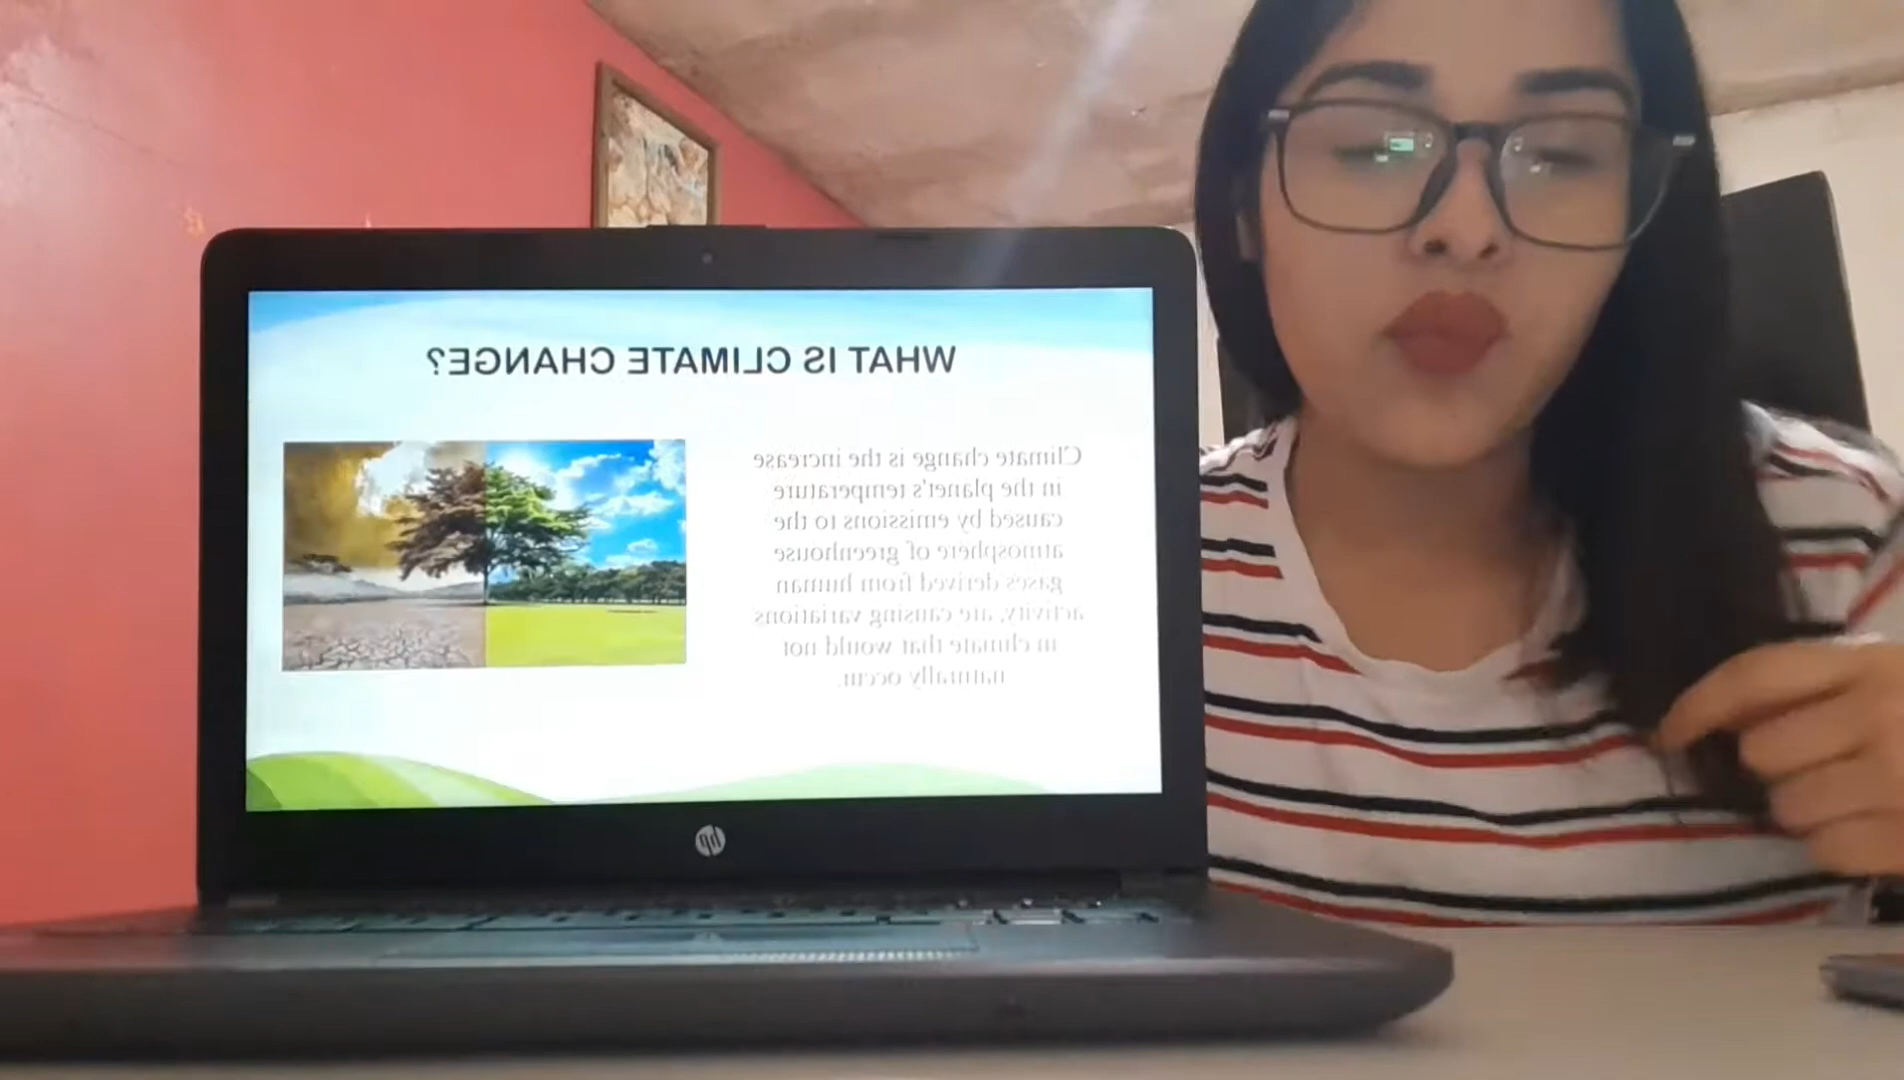 WHAT IS CLIMATE CHANGE?
Climate change is the increase
in the planet's temperature
caused by emissions to the
atmosphere of greenhouse
gases derived from human
activity, are causing variations
in climate that would not
naturally occur.
hp